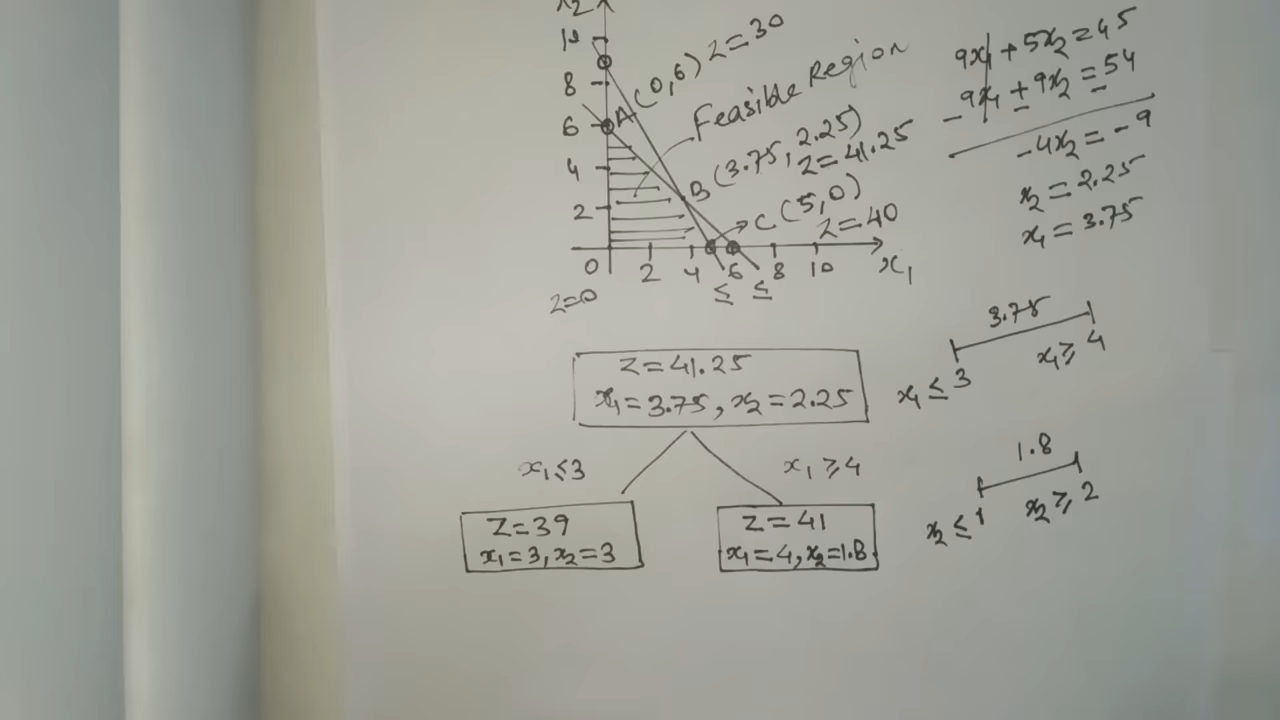 x2
10
8
6
4
2
0
2 4 6 8 10 x1
Z=0
≤ ≤
A (0,6) Z=30
Feasible Region
B (3.75, 2.25)
Z=41.25
C (5,0)
Z=40
9x1 + 5x2 = 45
- 9x1 + 9x2 = 54
-4x2 = -9
x2 = 2.25
x1 = 3.75
Z=41.25
x1=3.75, x2=2.25
x1≤3 x1≥4
Z=39
x1=3, x2=3
Z=41
x1=4, x2=1.8
3.75
x1≤3 x1≥4
1.8
x2≤1 x2≥2